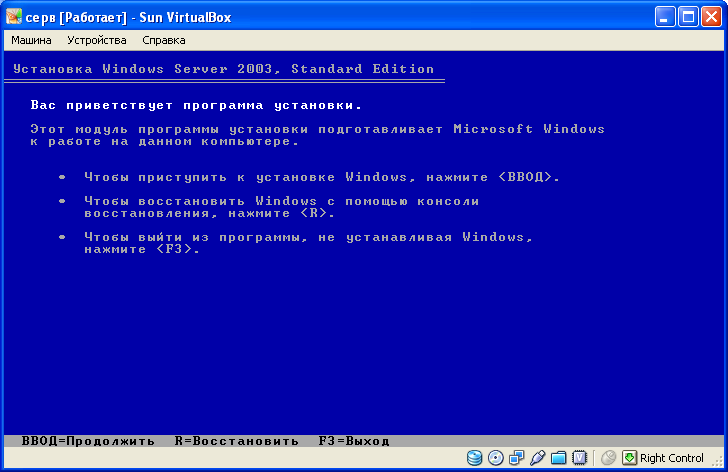 серв [Работает] - Sun VirtualBox
Машина Устройства Справка
Установка Windows Server 2003, Standard Edition
Вас приветствует программа установки.
Этот модуль программы установки подготавливает Microsoft Windows
к работе на данном компьютере.
• Чтобы приступить к установке Windows, нажмите <ВВОД>.
• Чтобы восстановить Windows с помощью консоли
восстановления, нажмите <R>.
• Чтобы выйти из программы, не устанавливая Windows,
нажмите <F3>.
ВВОД=Продолжить R=Восстановить F3=Выход
Right Control